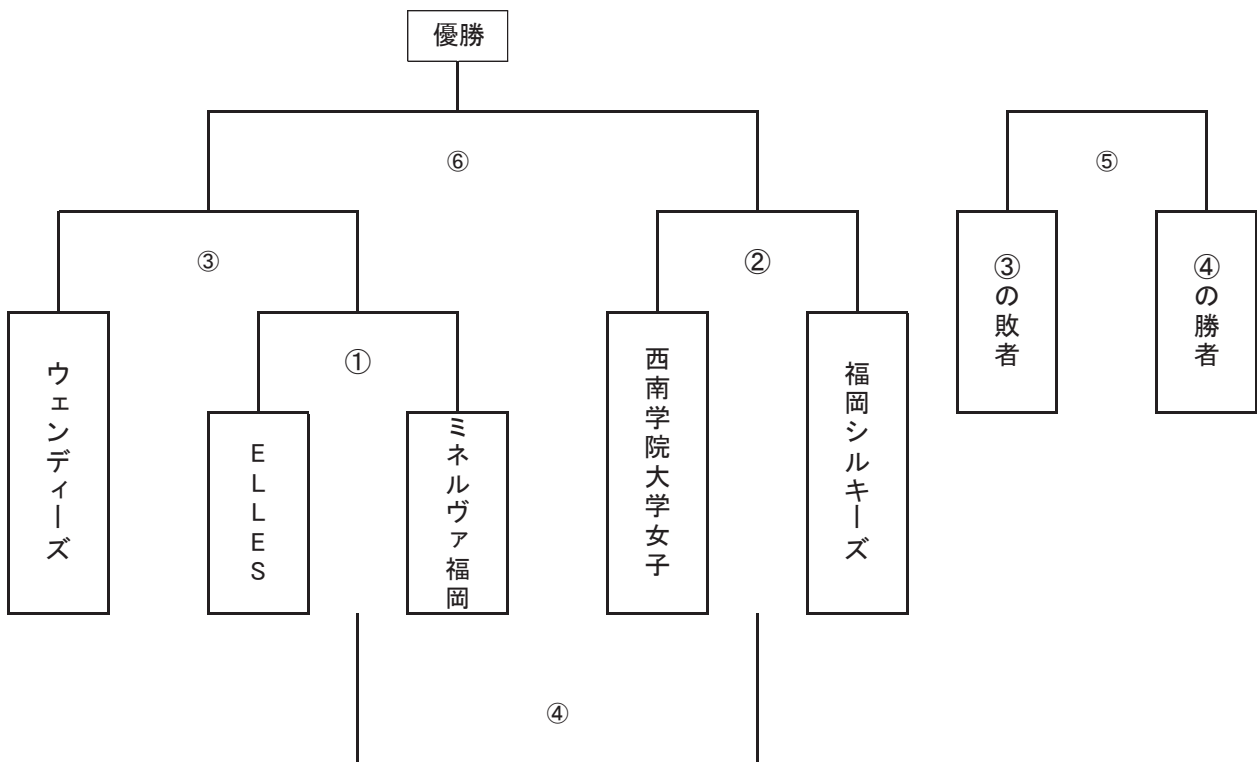 優勝
⑥
⑤
③
②
③の敗者
④の勝者
①
ウェンディーズ
ELLES
ミネルヴァ福岡
西南学院大学女子
福岡シルキーズ
④